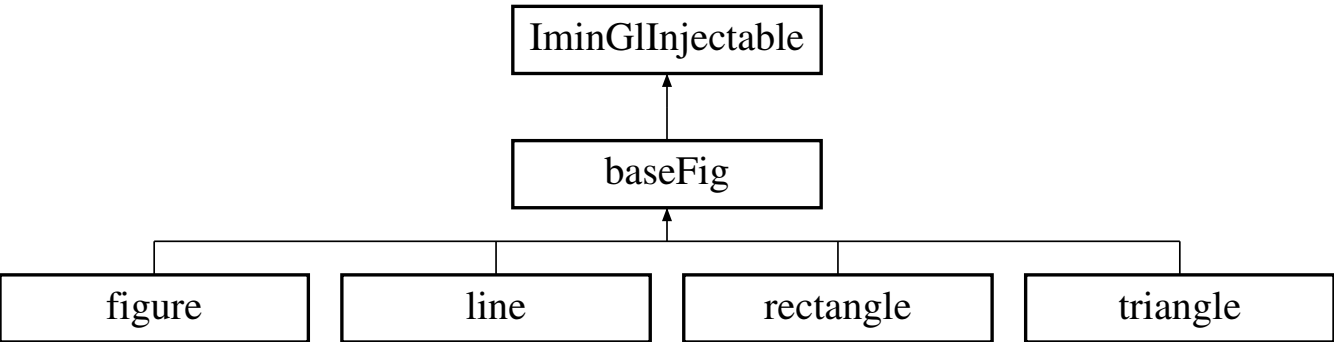 IminGlInjectable
baseFig
figure
line
rectangle
triangle